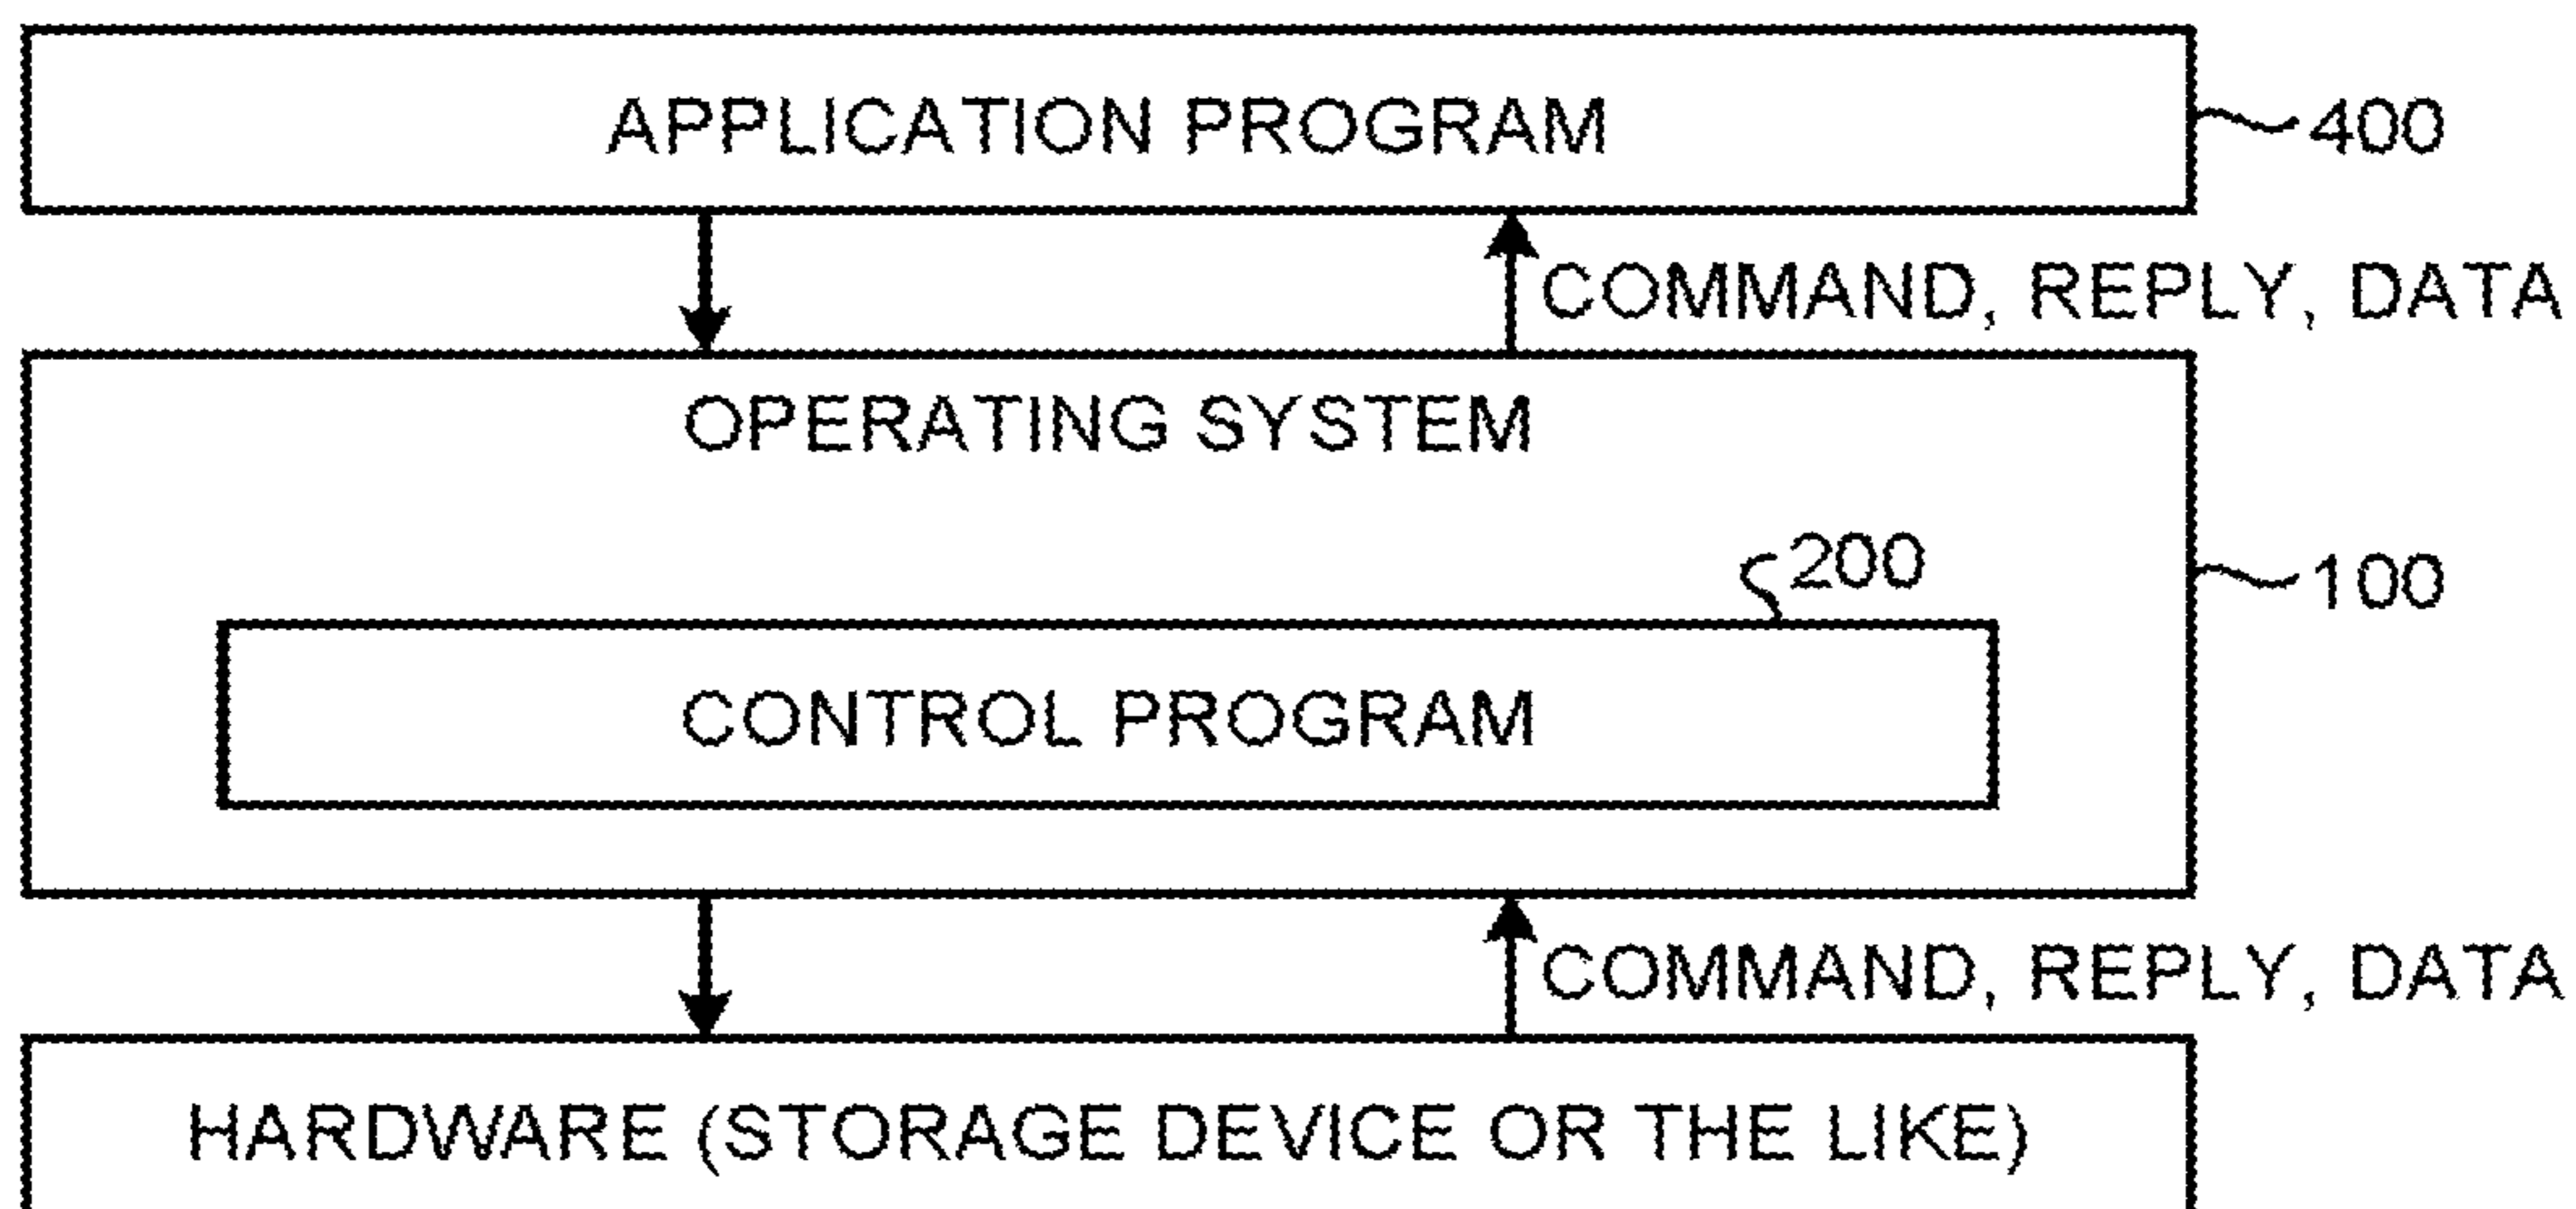 APPLICATION PROGRAM
400
COMMAND, REPLY, DATA
OPERATING SYSTEM
200
100
CONTROL PROGRAM
COMMAND, REPLY, DATA
HARDWARE (STORAGE DEVICE OR THE LIKE)